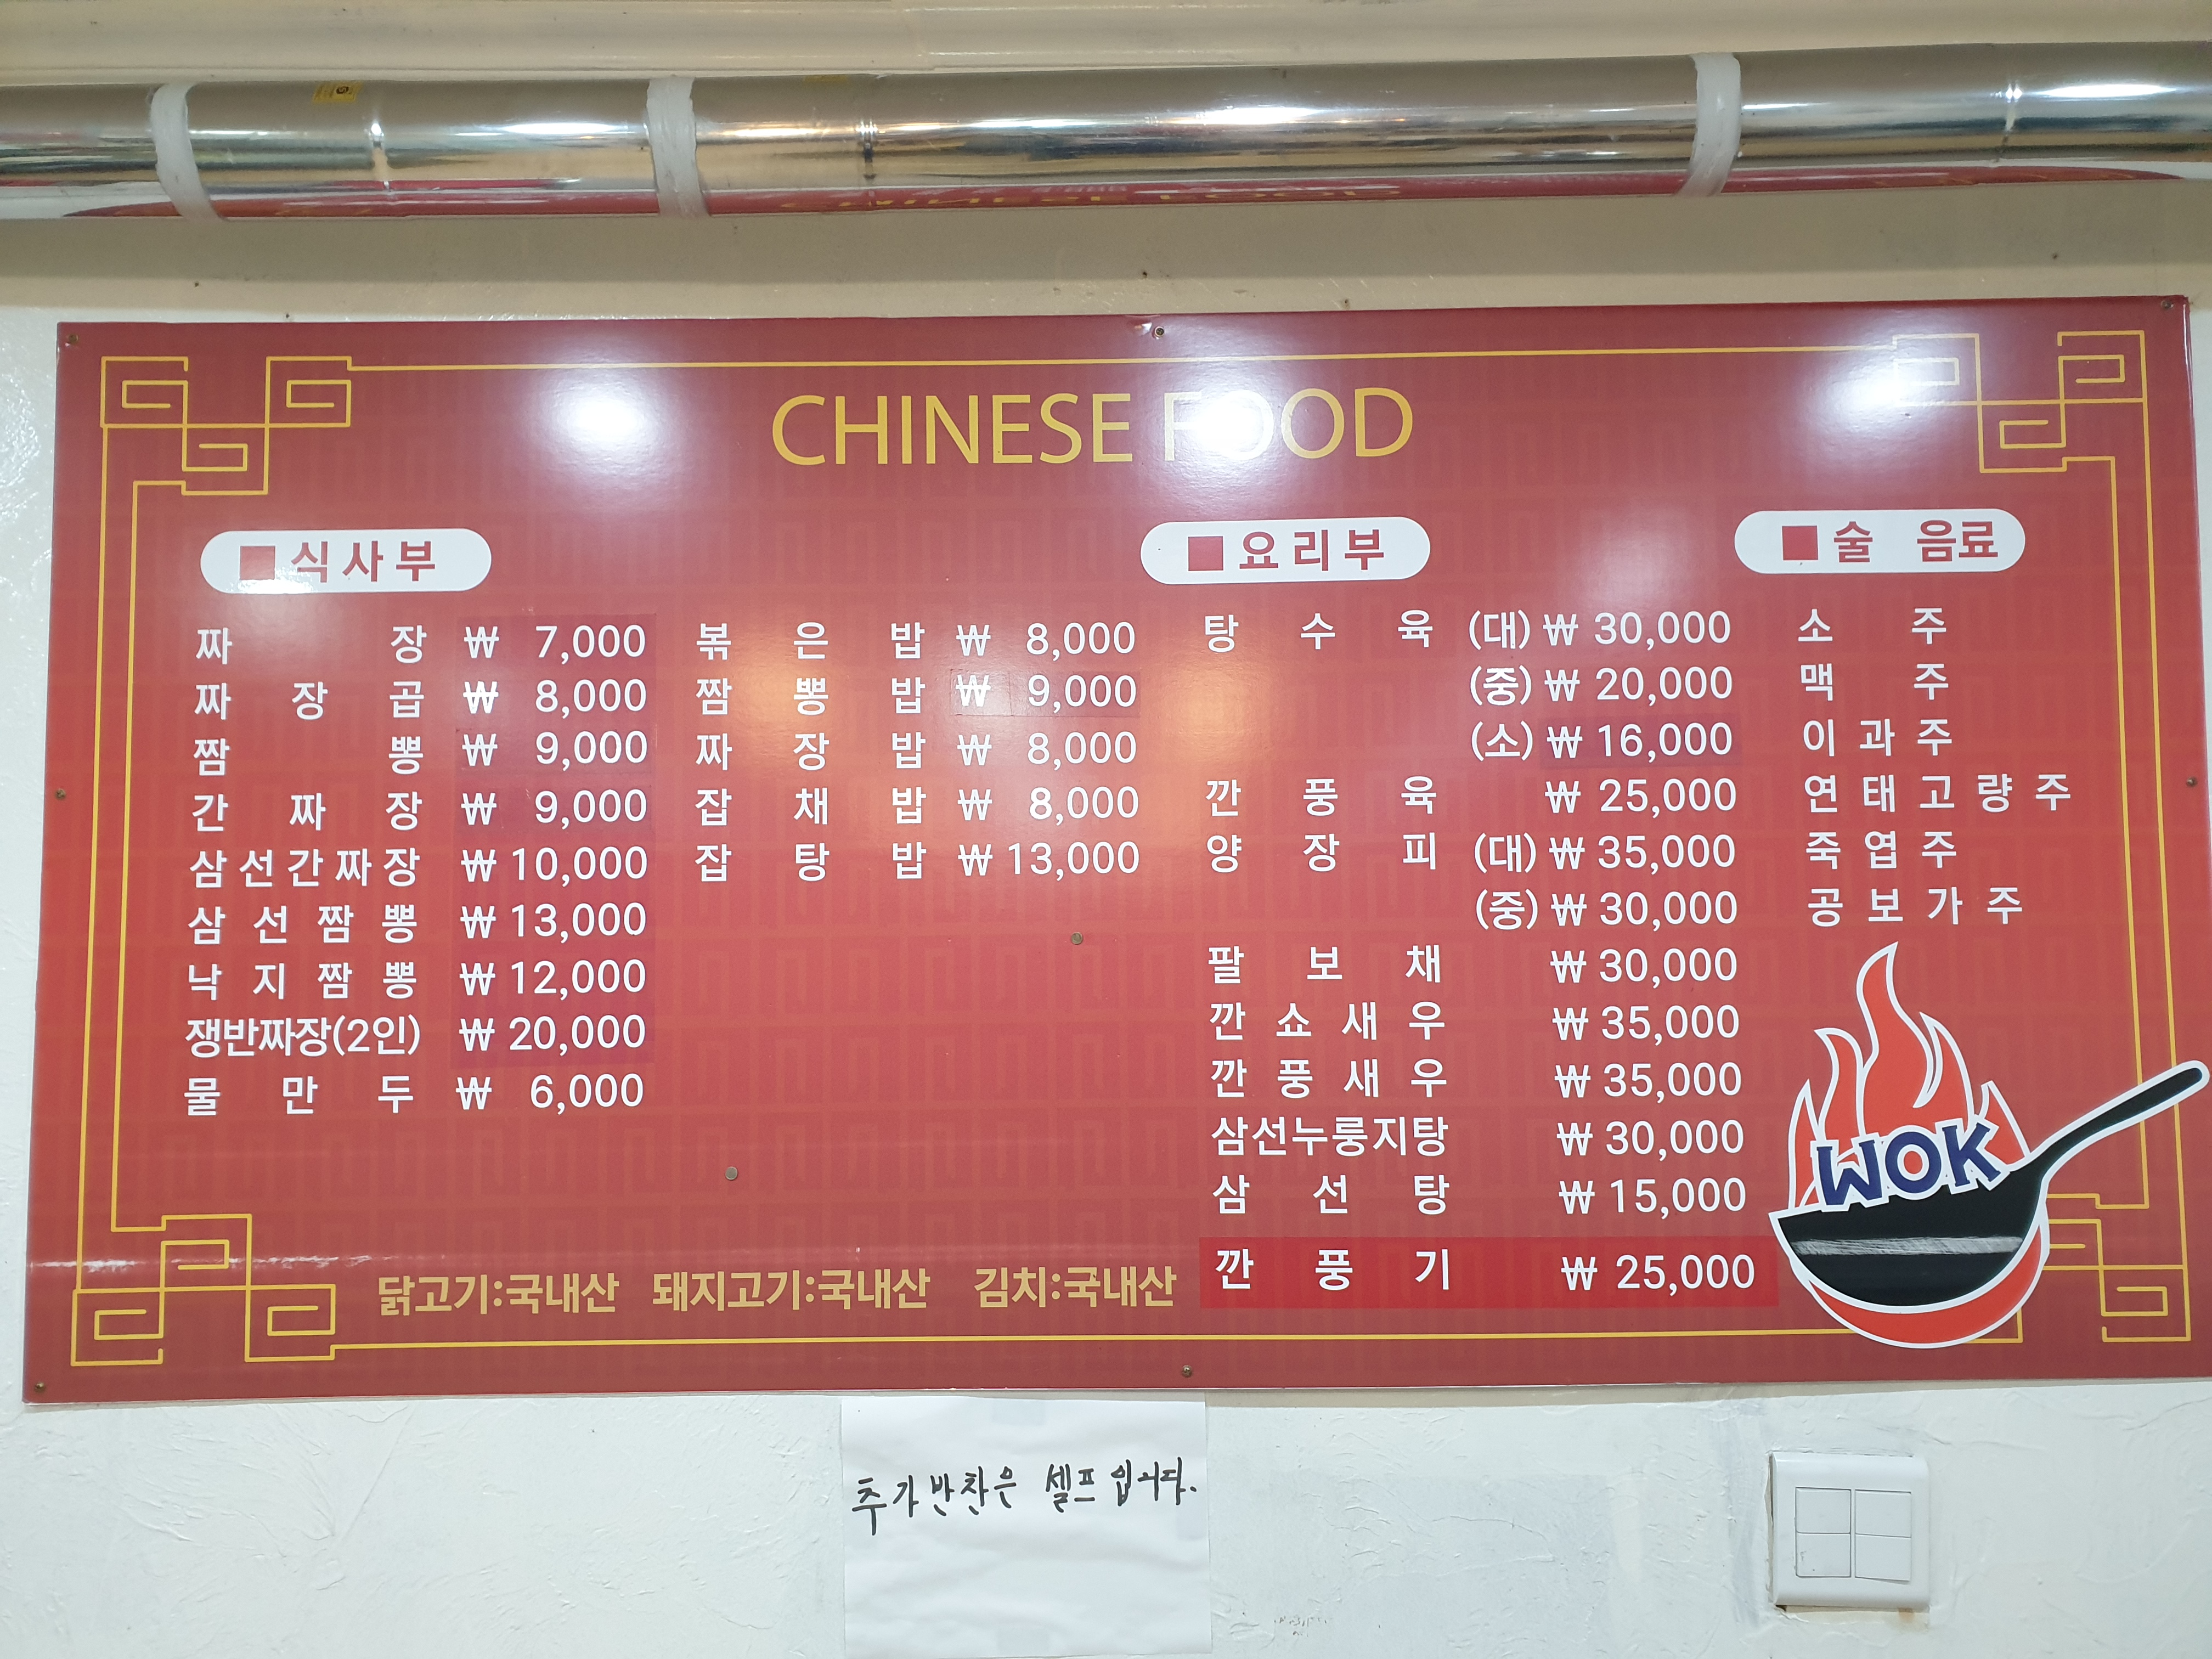 CHINESE FOOD
■식사부
짜장 ₩ 7,000
짜장곱 ₩ 8,000
짬뽕 ₩ 9,000
간짜장 ₩ 9,000
삼선간짜장 ₩ 10,000
삼선짬뽕 ₩ 13,000
낙지짬뽕 ₩ 12,000
쟁반짜장(2인) ₩ 20,000
물만두 ₩ 6,000
볶은밥 ₩ 8,000
짬뽕밥 ₩ 9,000
짜장밥 ₩ 8,000
잡채밥 ₩ 8,000
잡탕밥 ₩ 13,000
■요리부
탕수육 (대) ₩ 30,000
(중) ₩ 20,000
(소) ₩ 16,000
깐풍육 ₩ 25,000
양장피 (대) ₩ 35,000
(중) ₩ 30,000
팔보채 ₩ 30,000
깐쇼새우 ₩ 35,000
깐풍새우 ₩ 35,000
삼선누룽지탕 ₩ 30,000
삼선탕 ₩ 15,000
깐풍기 ₩ 25,000
■술 음료
소주
맥주
이과주
연태고량주
죽엽주
공보가주
WOK
닭고기:국내산 돼지고기:국내산 김치:국내산
추가반찬은 셀프입니다.